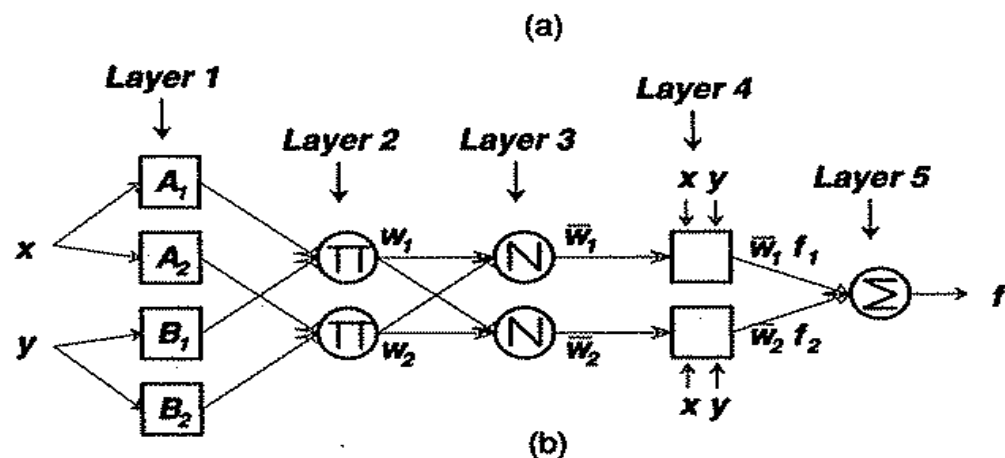 (a)
Layer 1
Layer 4
Layer 2 Layer 3
x y
Layer 5
A₁
x
A₂
∏ w₁
N w̅₁
w̅₁ f₁
Σ f
y
B₁
∏ w₂
N w̅₂
w̅₂ f₂
B₂
x y
(b)